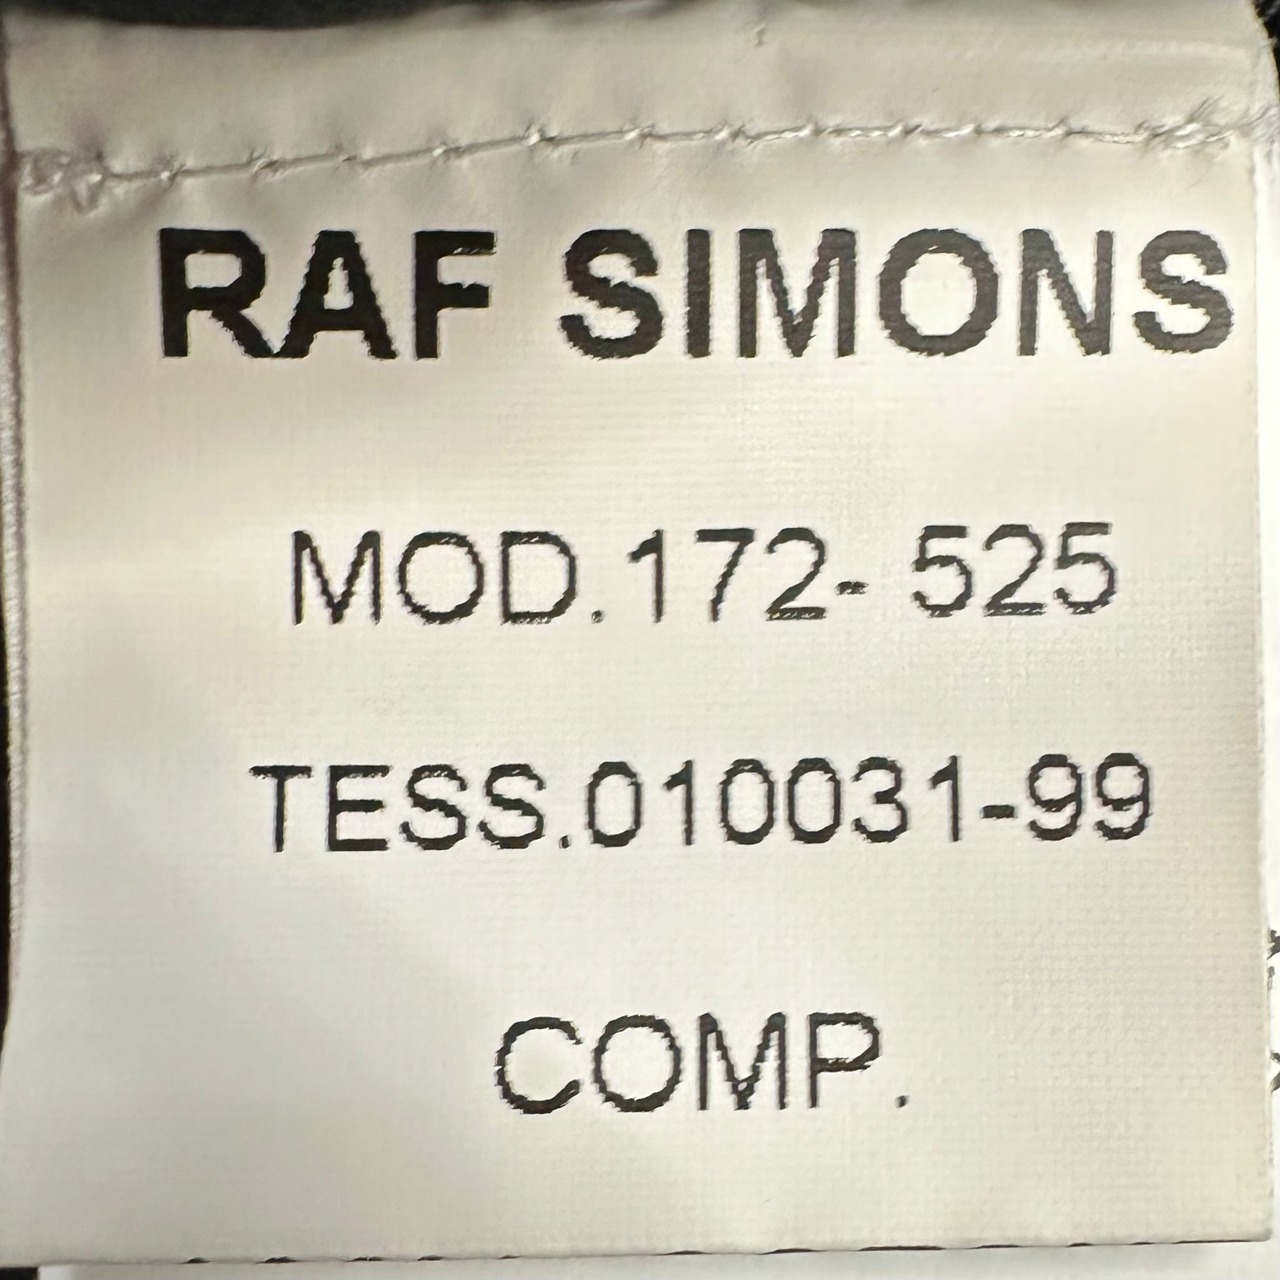 RAF SIMONS
MOD.172- 525
TESS.010031-99
COMP.